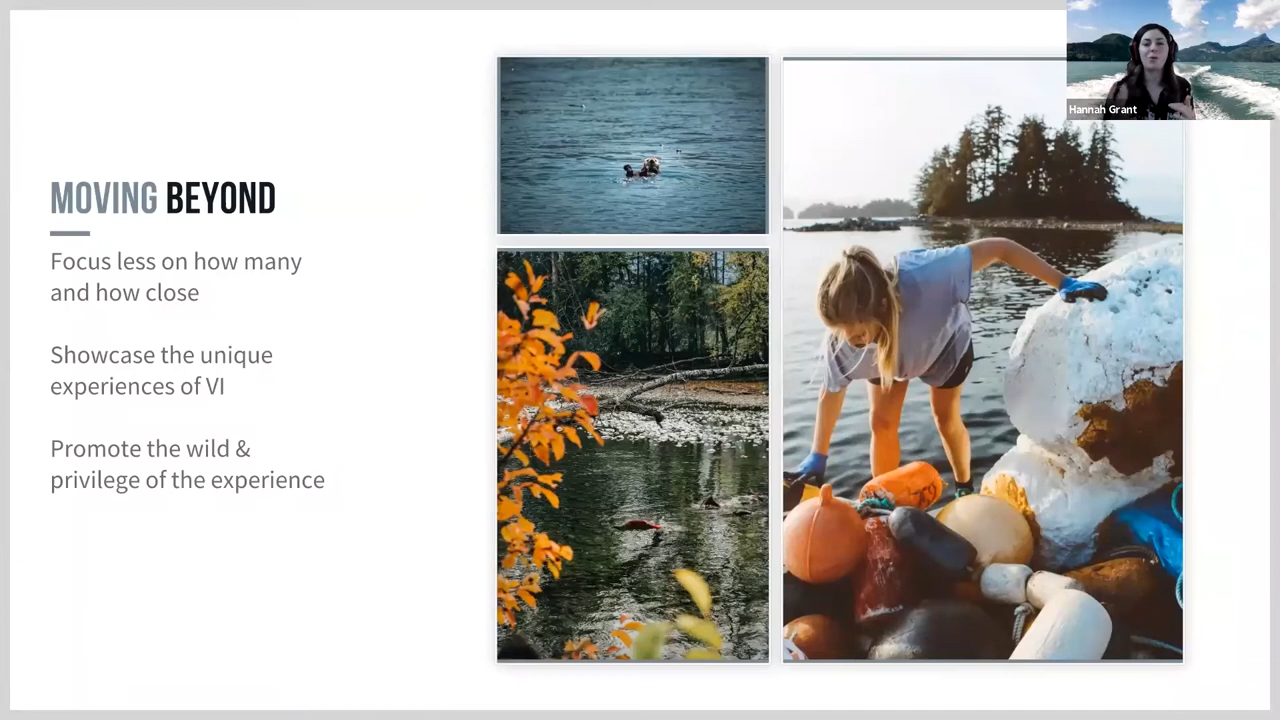 MOVING BEYOND
Focus less on how many
and how close
Showcase the unique
experiences of VI
Promote the wild &
privilege of the experience
Hannah Grant